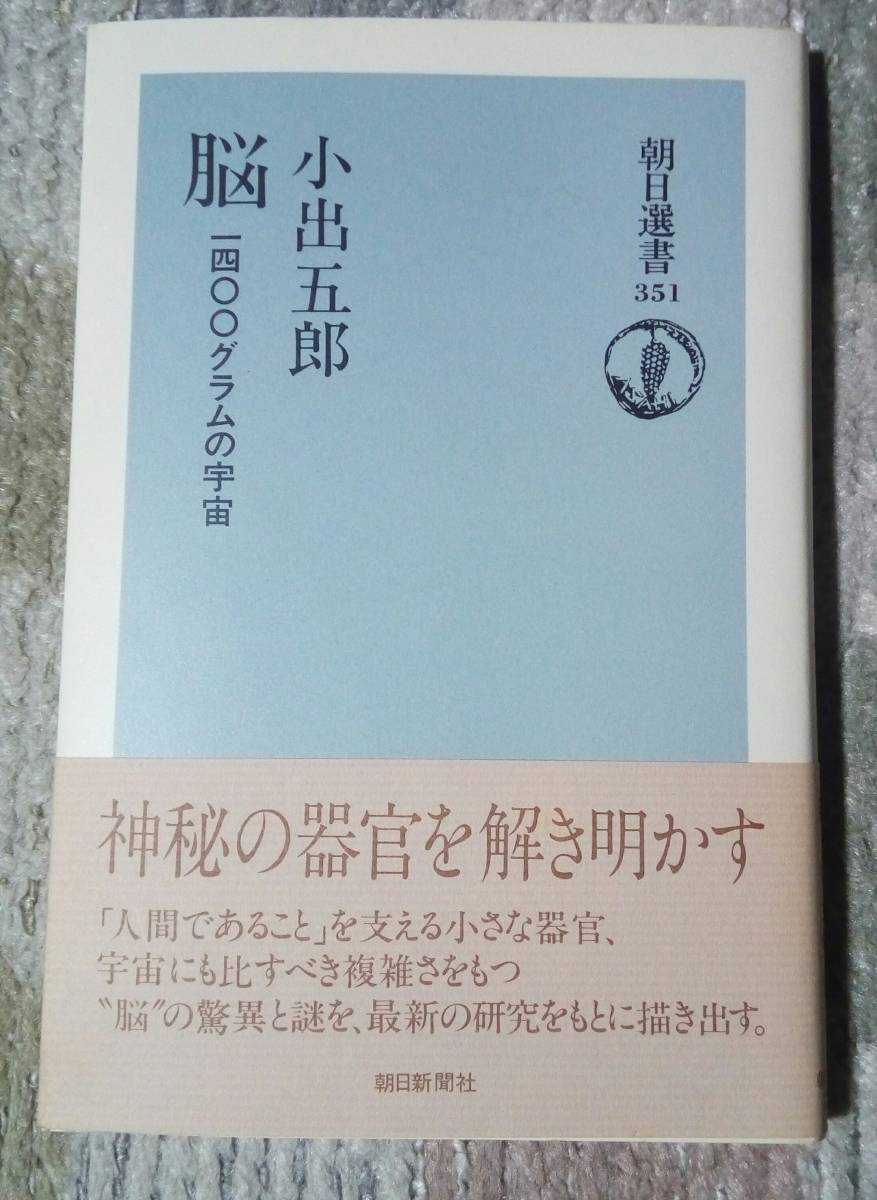 朝日選書
351
ASAHI
小出五郎
脳
一四〇〇グラムの宇宙
神秘の器官を解き明かす
「人間であること」を支える小さな器官、
宇宙にも比すべき複雑さをもつ
〝脳〟の驚異と謎を、最新の研究をもとに描き出す。
朝日新聞社